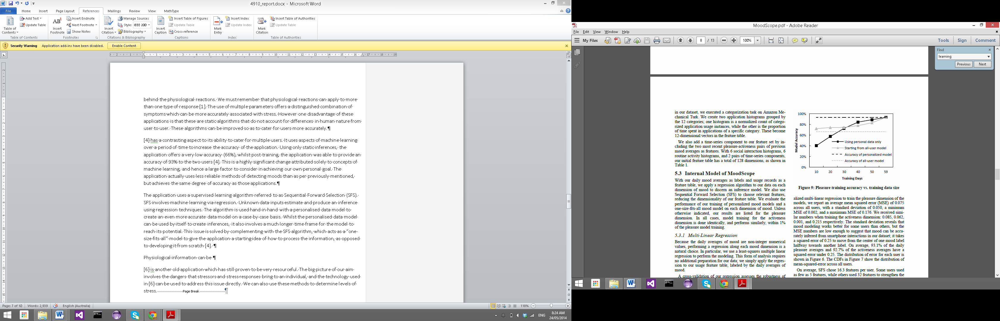 4910_report.docx - Microsoft Word
File Home Insert Page Layout References Mailings Review View MathType
Table of Contents
Add Text
Update Table
Table of Contents
AB¹
Insert Footnote
Insert Endnote
Next Footnote
Show Notes
Footnotes
Insert Citation
Manage Sources
Style: IEEE 200
Bibliography
Citations & Bibliography
Insert Caption
Insert Table of Figures
Update Table
Cross-reference
Captions
Mark Entry
Insert Index
Update Index
Index
Mark Citation
Insert Table of Authorities
Update Table
Table of Authorities
Security Warning Application add-ins have been disabled. Enable Content
2 1 1 2 3 4 5 6 7 8 9 10 11 12 13 14 15 16 17 18 19
behind the physiological reactions. We must remember that physiological reactions can apply to more
than one type of response [1]. The use of multiple parameters offers a distinguished combination of
symptoms which can be more accurately associated with stress. However one disadvantage of these
applications is that these are static algorithms that do not account for differences in human nature from
user to user. These algorithms can be improved so as to cater for users more accurately.¶
[4] has a contrasting aspect to its ability to cater for multiple users. It uses aspects of machine learning
over a period of time to increase the accuracy of the application. Using only static inferences, the
application offers a very low accuracy (66%), whilst post-training, the application was able to provide an
accuracy of 93% to the two users [4]. This is a highly significant change attributed solely to concepts of
machine learning, and hence a large factor to consider in achieving our own personal goal. The
application actually uses less reliable methods of detecting moods than as per previously mentioned,
but achieves the same degree of accuracy as those applications.¶
The application uses a supervised learning algorithm referred to as Sequential Forward Selection (SFS).
SFS involves machine learning via regression. Unknown data inputs estimate and produce an inference
using regression techniques. The algorithm is used hand-in-hand with a personalised data model to
create an even more accurate data model on a case-by-case basis. Whilst the personalised data model
can be used by itself to create inferences, it also involves a much longer time-frame for the model to
reach its potential. This issue is solved by complementing with the SFS algorithm, which acts as a “one-
size-fits-all” model to give the application a starting idea of how to process the information, as opposed
to developing it from scratch [4]. ¶
Physiological information can be ¶
[6] is another old application which has still proven to be very resourceful. The big picture of our aim
involves the dangers that stressors and stress responses bring to an individual, and the technology used
in [6] can be used to address this issue directly. We can also use these methods to determine levels of
stress. Page Break ¶
Page: 7 of 10 Words: 2,939 English (Australia) 118%
ENG 8:24 AM
24/05/2014
MoodScope.pdf - Adobe Reader
File Edit View Window Help
My Files 8 / 13 100% Tools Sign Comment
Find
learning
Previous Next
in our dataset, we executed a categorization task on Amazon Me-
chanical Turk. We create two application histograms grouped by
the 12 categories; one histogram is a normalized count of catego-
rized application usage instances, while the other is the proportion
of time spent in applications of a specific category. These become
12-dimensional vectors in the feature table.
We also add a time-series component to our feature set by in-
cluding the two most recent pleasure-activeness pairs of previous
mood averages as features. With 6 social interaction histograms, 6
routine activity histograms, and 2 pairs of time-series components,
our initial feature table has a total of 128 dimensions, as shown in
Table 1.
5.3 Internal Model of MoodScope
With our daily mood averages as labels and usage records as a
feature table, we apply a regression algorithm to our data on each
dimension of mood to discern an inference model. We also use
Sequential Forward Selection (SFS) to choose relevant features,
reducing the dimensionality of our feature table. We evaluate the
performance of our training of personalized mood models and a
one-size-fits-all mood model on each dimension of mood. Unless
otherwise indicated, our results are listed for the pleasure
dimension. In all cases, model training for the activeness
dimension is done identically, and performs similarly, within 1%
of the pleasure model training.
5.3.1 Multi-Linear Regression
Because the daily averages of mood are non-integer numerical
values, performing a regression along each mood dimension is a
natural choice. In particular, we use a least-squares multiple linear
regression to perform the modeling. This form of analysis requires
no additional preparation for our data; we simply apply the regres-
sion to our usage feature table, labeled by the daily averages of
mood.
A cross-validation of our regression assesses the robustness of
100%
80%
60%
40%
20%
0%
Model Accuracy
Using personal data only
Starting from all-user model
Accuracy of personalized model
Accuracy of all-user model
10 20 30 40 50 59
Training Days
Figure 9: Pleasure training accuracy vs. training data size
alized multi-linear regression to train the pleasure dimension of the
models, we report an average mean squared error (MSE) of 0.075
across all users, with a standard deviation of 0.050, a minimum
MSE of 0.002, and a maximum MSE of 0.176. We received simi-
lar numbers when training the activeness dimension: 0.085, 0.062,
0.001, and 0.215 respectively. The standard deviation reveals that
mood modeling works better for some users than others, but the
MSE numbers are low enough to suggest that mood can be accu-
rately inferred from smartphone interactions in our dataset; it takes
a squared error of 0.25 to move from the center of one mood label
halfway towards another label. On average, 93.1% of the daily
pleasure averages and 92.7% of the activeness averages have a
squared error under 0.25. The distribution of error for each user is
shown in Figure 6. The CDFs in Figure 7 show the distribution of
mean-squared-error across all users.
On average, SFS chose 16.3 features per user. Some users used
as few as 5 features, while others used 32 features to strengthen the